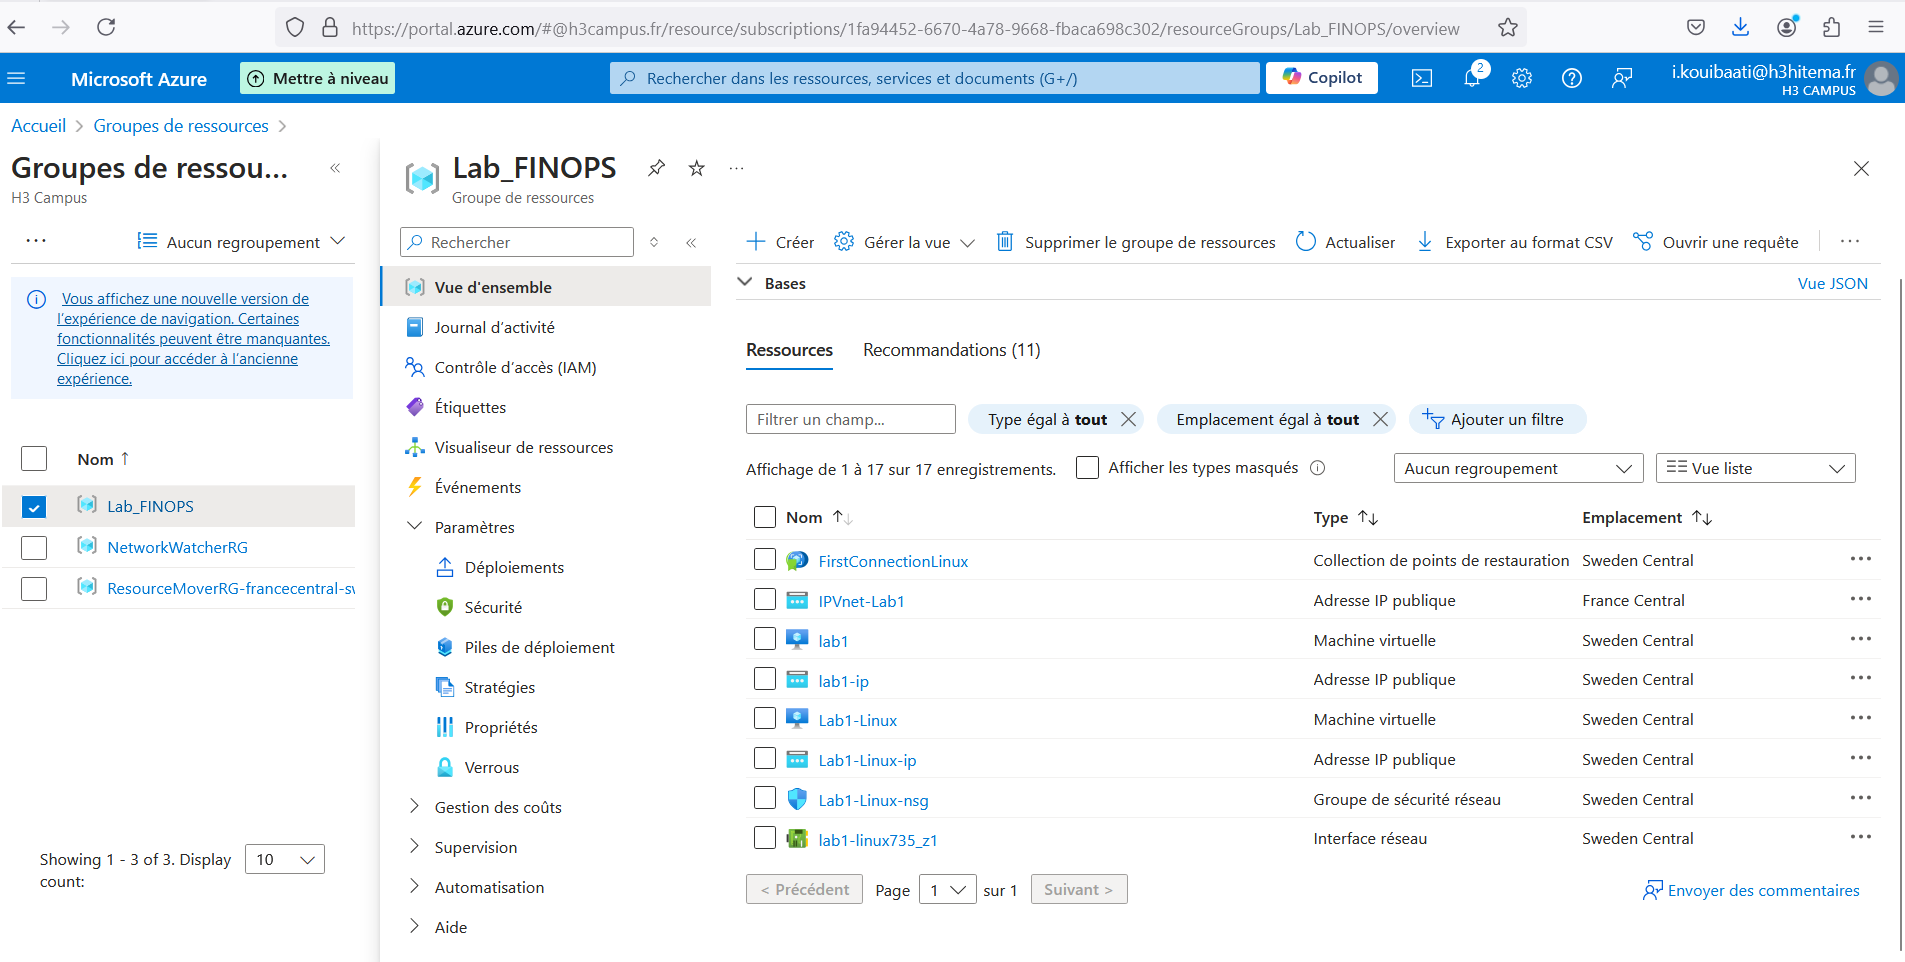 https://portal.azure.com/#@h3campus.fr/resource/subscriptions/1fa94452-6670-4a78-9668-fbaca698c302/resourceGroups/Lab_FINOPS/overview
Microsoft Azure
Mettre à niveau
Rechercher dans les ressources, services et documents (G+/)
Copilot
2
i.kouibaati@h3hitema.fr
H3 CAMPUS
Accueil > Groupes de ressources >
Groupes de ressou...
H3 Campus
Aucun regroupement
Vous affichez une nouvelle version de
l’expérience de navigation. Certaines
fonctionnalités peuvent être manquantes.
Cliquez ici pour accéder à l’ancienne
expérience.
Nom ↑
Lab_FINOPS
NetworkWatcherRG
ResourceMoverRG-francecentral-sw
Showing 1 - 3 of 3. Display
count:
10
Lab_FINOPS
Groupe de ressources
Rechercher
Vue d'ensemble
Journal d’activité
Contrôle d’accès (IAM)
Étiquettes
Visualiseur de ressources
Événements
Paramètres
Déploiements
Sécurité
Piles de déploiement
Stratégies
Propriétés
Verrous
Gestion des coûts
Supervision
Automatisation
Aide
Créer
Gérer la vue
Supprimer le groupe de ressources
Actualiser
Exporter au format CSV
Ouvrir une requête
Bases
Vue JSON
Ressources
Recommandations (11)
Filtrer un champ...
Type égal à tout
Emplacement égal à tout
Ajouter un filtre
Affichage de 1 à 17 sur 17 enregistrements.
Afficher les types masqués
Aucun regroupement
Vue liste
Nom ↑↓ Type ↑↓ Emplacement ↑↓
FirstConnectionLinux Collection de points de restauration Sweden Central
IPVnet-Lab1 Adresse IP publique France Central
lab1 Machine virtuelle Sweden Central
lab1-ip Adresse IP publique Sweden Central
Lab1-Linux Machine virtuelle Sweden Central
Lab1-Linux-ip Adresse IP publique Sweden Central
Lab1-Linux-nsg Groupe de sécurité réseau Sweden Central
lab1-linux735_z1 Interface réseau Sweden Central
< Précédent Page 1 sur 1 Suivant >
Envoyer des commentaires